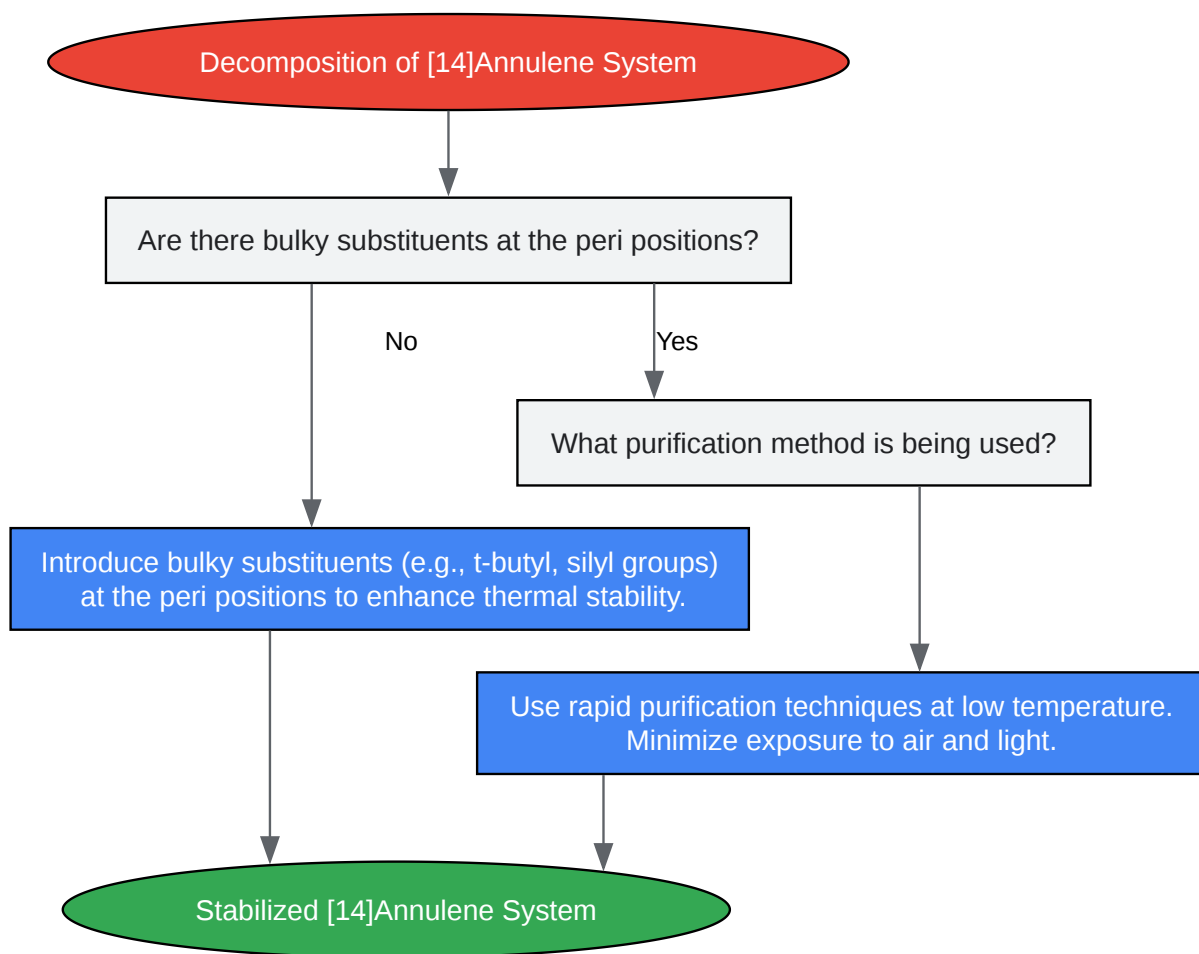 Decomposition of [14]Annulene System
Are there bulky substituents at the peri positions?
No
Yes
What purification method is being used?
Introduce bulky substituents (e.g., t-butyl, silyl groups)
at the peri positions to enhance thermal stability.
Use rapid purification techniques at low temperature.
Minimize exposure to air and light.
Stabilized [14]Annulene System